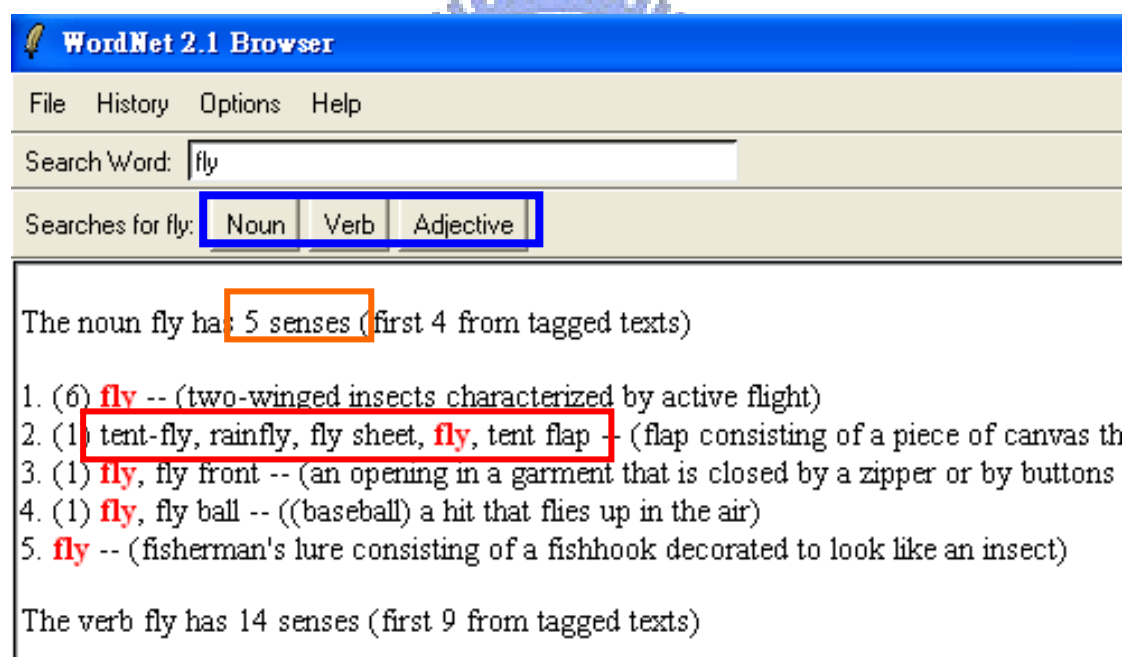 WordNet 2.1 Browser
File History Options Help
Search Word: fly
Searches for fly: Noun Verb Adjective
The noun fly has 5 senses (first 4 from tagged texts)
1. (6) fly -- (two-winged insects characterized by active flight)
2. (1) tent-fly, rainfly, fly sheet, fly, tent flap -- (flap consisting of a piece of canvas th
3. (1) fly, fly front -- (an opening in a garment that is closed by a zipper or by buttons
4. (1) fly, fly ball -- ((baseball) a hit that flies up in the air)
5. fly -- (fisherman's lure consisting of a fishhook decorated to look like an insect)
The verb fly has 14 senses (first 9 from tagged texts)